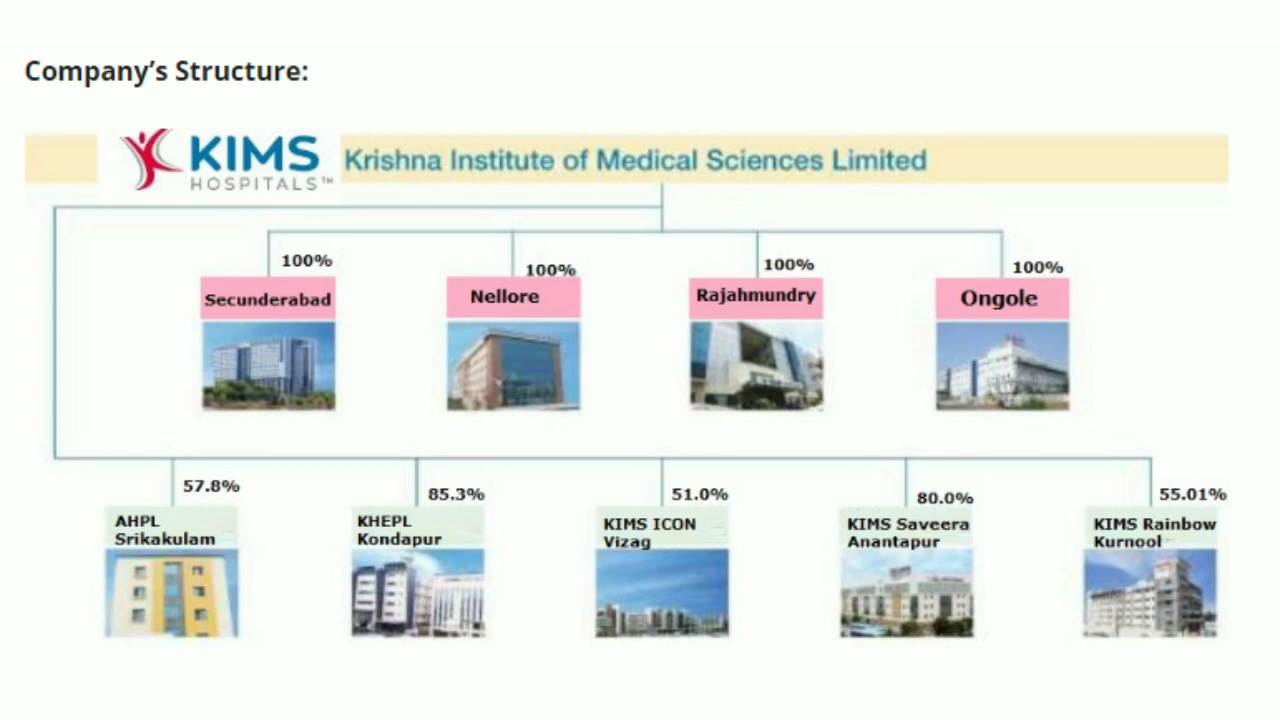 Company's Structure:
KIMS
HOSPITALS™
Krishna Institute of Medical Sciences Limited
100%
100%
100%
100%
Secunderabad
Nellore
Rajahmundry
Ongole
57.8%
85.3%
51.0%
80.0%
55.01%
AHPL
Srikakulam
KHEPL
Kondapur
KIMS ICON
Vizag
KIMS Saveera
Anantapur
KIMS Rainbow
Kurnool